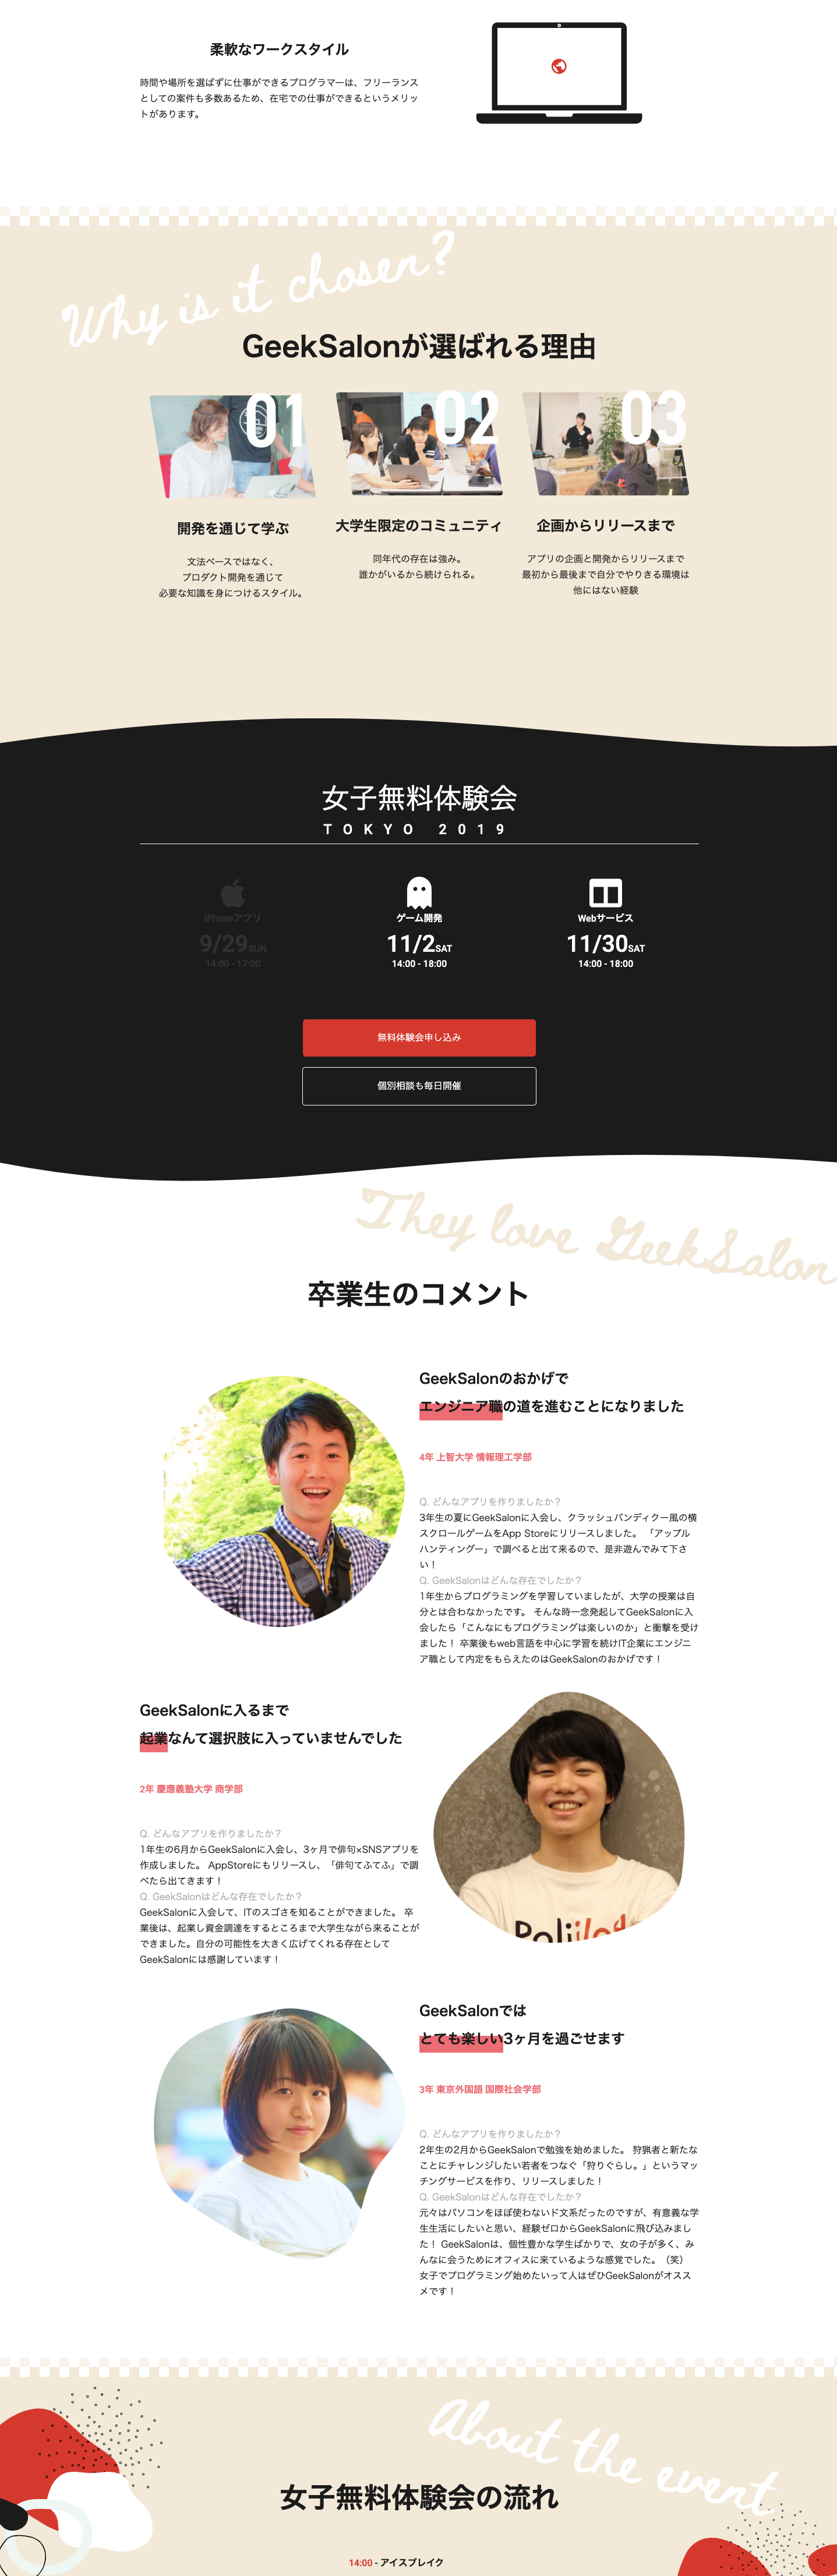 柔軟なワークスタイル
時間や場所を選ばずに仕事ができるプログラマーは、フリーランス
としての案件も多数あるため、在宅での仕事ができるというメリッ
トがあります。
Why is it chosen?
GeekSalonが選ばれる理由
01
02
03
開発を通じて学ぶ
文法ベースではなく、
プロダクト開発を通じて
必要な知識を身につけるスタイル。
大学生限定のコミュニティ
同年代の存在は強み。
誰かがいるから続けられる。
企画からリリースまで
アプリの企画と開発からリリースまで
最初から最後まで自分でやりきる環境は
他にはない経験
女子無料体験会
TOKYO 2019
iPhoneアプリ
9/29SUN
14:00 - 17:00
ゲーム開発
11/2SAT
14:00 - 18:00
Webサービス
11/30SAT
14:00 - 18:00
無料体験会申し込み
個別相談も毎日開催
They love GeekSalon
卒業生のコメント
GeekSalonのおかげで
エンジニア職の道を進むことになりました
4年 上智大学 情報理工学部
Q. どんなアプリを作りましたか？
3年生の夏にGeekSalonに入会し、クラッシュバンディクー風の横
スクロールゲームをApp Storeにリリースしました。 「アップル
ハンティングー」で調べると出て来るので、是非遊んでみて下さ
い！
Q. GeekSalonはどんな存在でしたか？
1年生からプログラミングを学習していましたが、大学の授業は自
分とは合わなかったです。 そんな時一念発起してGeekSalonに入
会したら「こんなにもプログラミングは楽しいのか」と衝撃を受け
ました！ 卒業後もweb言語を中心に学習を続けIT企業にエンジニ
ア職として内定をもらえたのはGeekSalonのおかげです！
GeekSalonに入るまで
起業なんて選択肢に入っていませんでした
2年 慶應義塾大学 商学部
Q. どんなアプリを作りましたか？
1年生の6月からGeekSalonに入会し、3ヶ月で俳句×SNSアプリを
作成しました。 AppStoreにもリリースし、「俳句てふてふ」で調
べたら出てきます！
Q. GeekSalonはどんな存在でしたか？
GeekSalonに入会して、ITのスゴさを知ることができました。 卒
業後は、起業し資金調達をするところまで大学生ながら来ることが
できました。自分の可能性を大きく広げてくれる存在として
GeekSalonには感謝しています！
GeekSalonでは
とても楽しい3ヶ月を過ごせます
3年 東京外国語 国際社会学部
Q. どんなアプリを作りましたか？
2年生の2月からGeekSalonで勉強を始めました。 狩猟者と新たな
ことにチャレンジしたい若者をつなぐ「狩りぐらし。」というマッ
チングサービスを作り、リリースしました！
Q. GeekSalonはどんな存在でしたか？
元々はパソコンをほぼ使わないド文系だったのですが、有意義な学
生生活にしたいと思い、経験ゼロからGeekSalonに飛び込みまし
た！ GeekSalonは、個性豊かな学生ばかりで、女の子が多く、み
んなに会うためにオフィスに来ているような感覚でした。（笑）
女子でプログラミング始めたいって人はぜひGeekSalonがオスス
メです！
About the event
女子無料体験会の流れ
14:00 - アイスブレイク